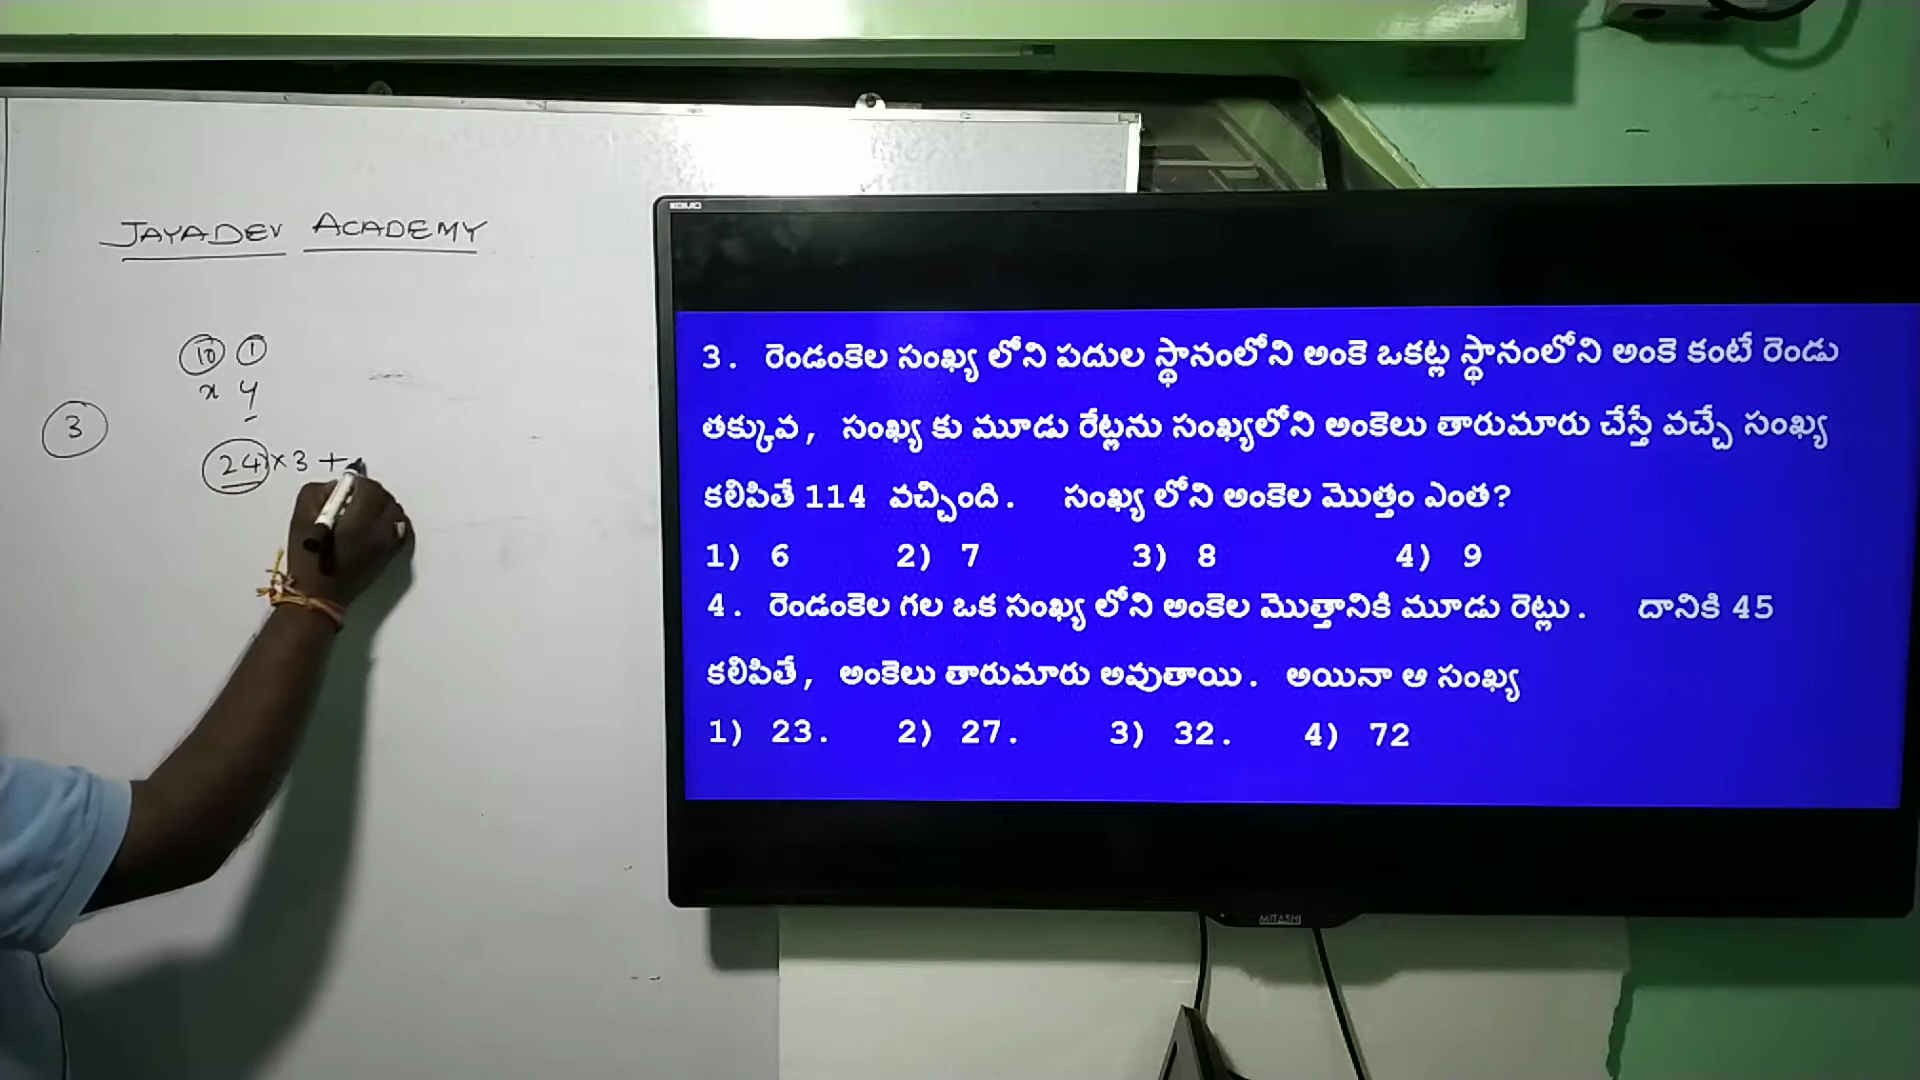 JAYADEV ACADEMY
10 1
x y
3
24 × 3 +
3. రెండంకెల సంఖ్య లోని పదుల స్థానంలోని అంకె ఒకట్ల స్థానంలోని అంకె కంటే రెండు
తక్కువ, సంఖ్య కు మూడు రేట్లను సంఖ్యలోని అంకెలు తారుమారు చేస్తే వచ్చే సంఖ్య
కలిపితే 114 వచ్చింది. సంఖ్య లోని అంకెల మొత్తం ఎంత?
1) 6 2) 7 3) 8 4) 9
4. రెండంకెల గల ఒక సంఖ్య లోని అంకెల మొత్తానికి మూడు రెట్లు. దానికి 45
కలిపితే, అంకెలు తారుమారు అవుతాయి. అయినా ఆ సంఖ్య
1) 23. 2) 27. 3) 32. 4) 72
MITASHI